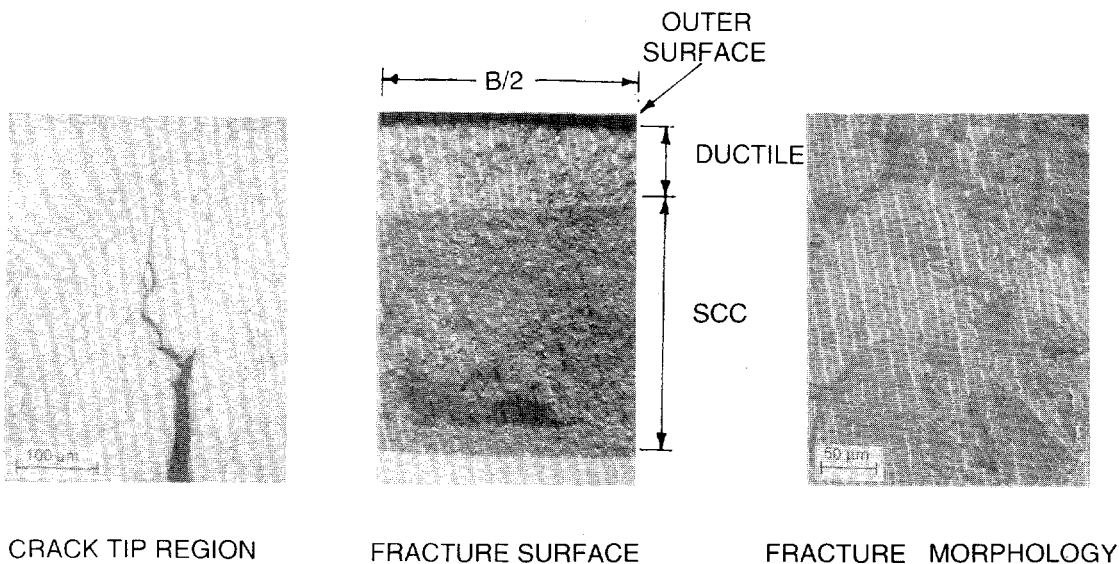 OUTER
SURFACE
B/2
DUCTILE
SCC
100 µm
50 µm
CRACK TIP REGION
FRACTURE SURFACE
FRACTURE MORPHOLOGY